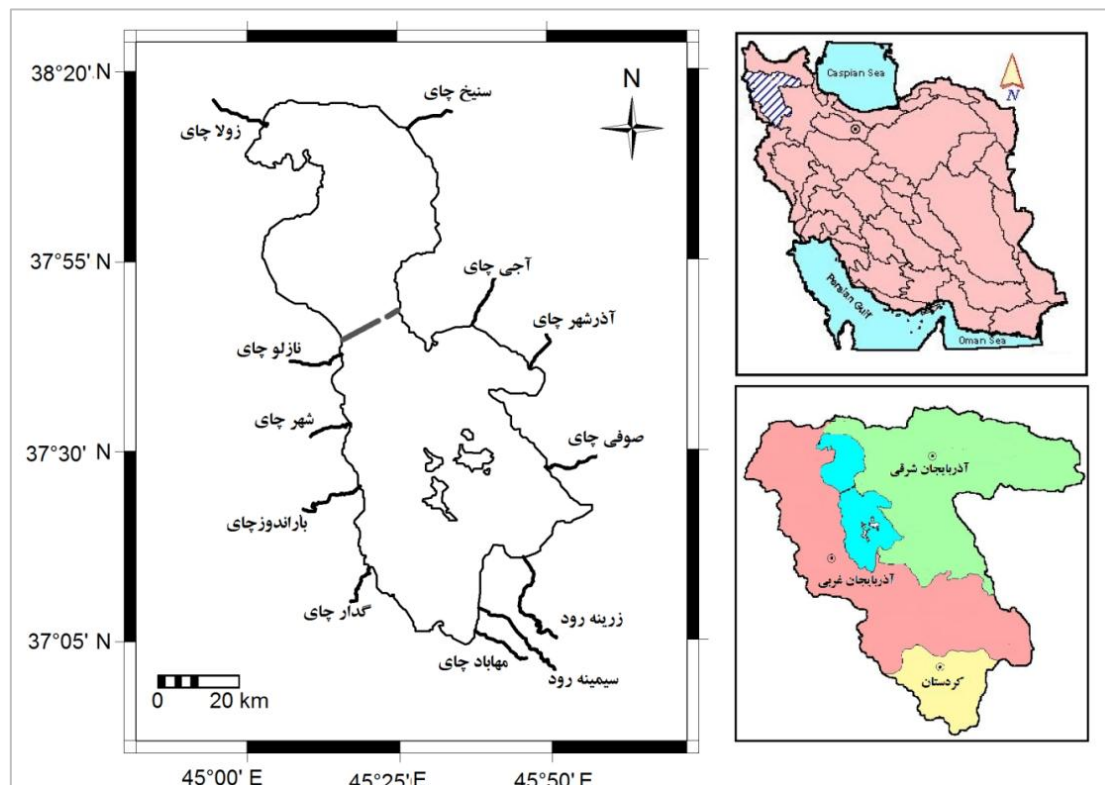 38°20' N
37°55' N
37°30' N
37°05' N
45°00' E
45°25' E
45°50' E
N
زولا چای
سنیخ چای
آجی چای
آذرشهر چای
نازلو چای
شهر چای
صوفی چای
باراندوزچای
گدار چای
زرینه رود
مهاباد چای
سیمینه رود
0 20 km
Caspian Sea
N
Persian Gulf
Oman Sea
آذربایجان شرقی
آذربایجان غربی
کردستان